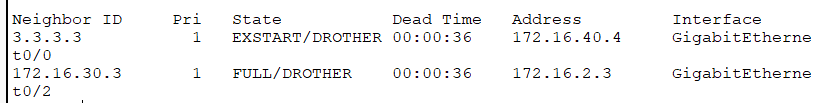 Neighbor ID     Pri   State           Dead Time   Address         Interface
3.3.3.3           1   EXSTART/DROTHER 00:00:36    172.16.40.4     GigabitEtherne
t0/0
172.16.30.3       1   FULL/DROTHER    00:00:36    172.16.2.3      GigabitEtherne
t0/2